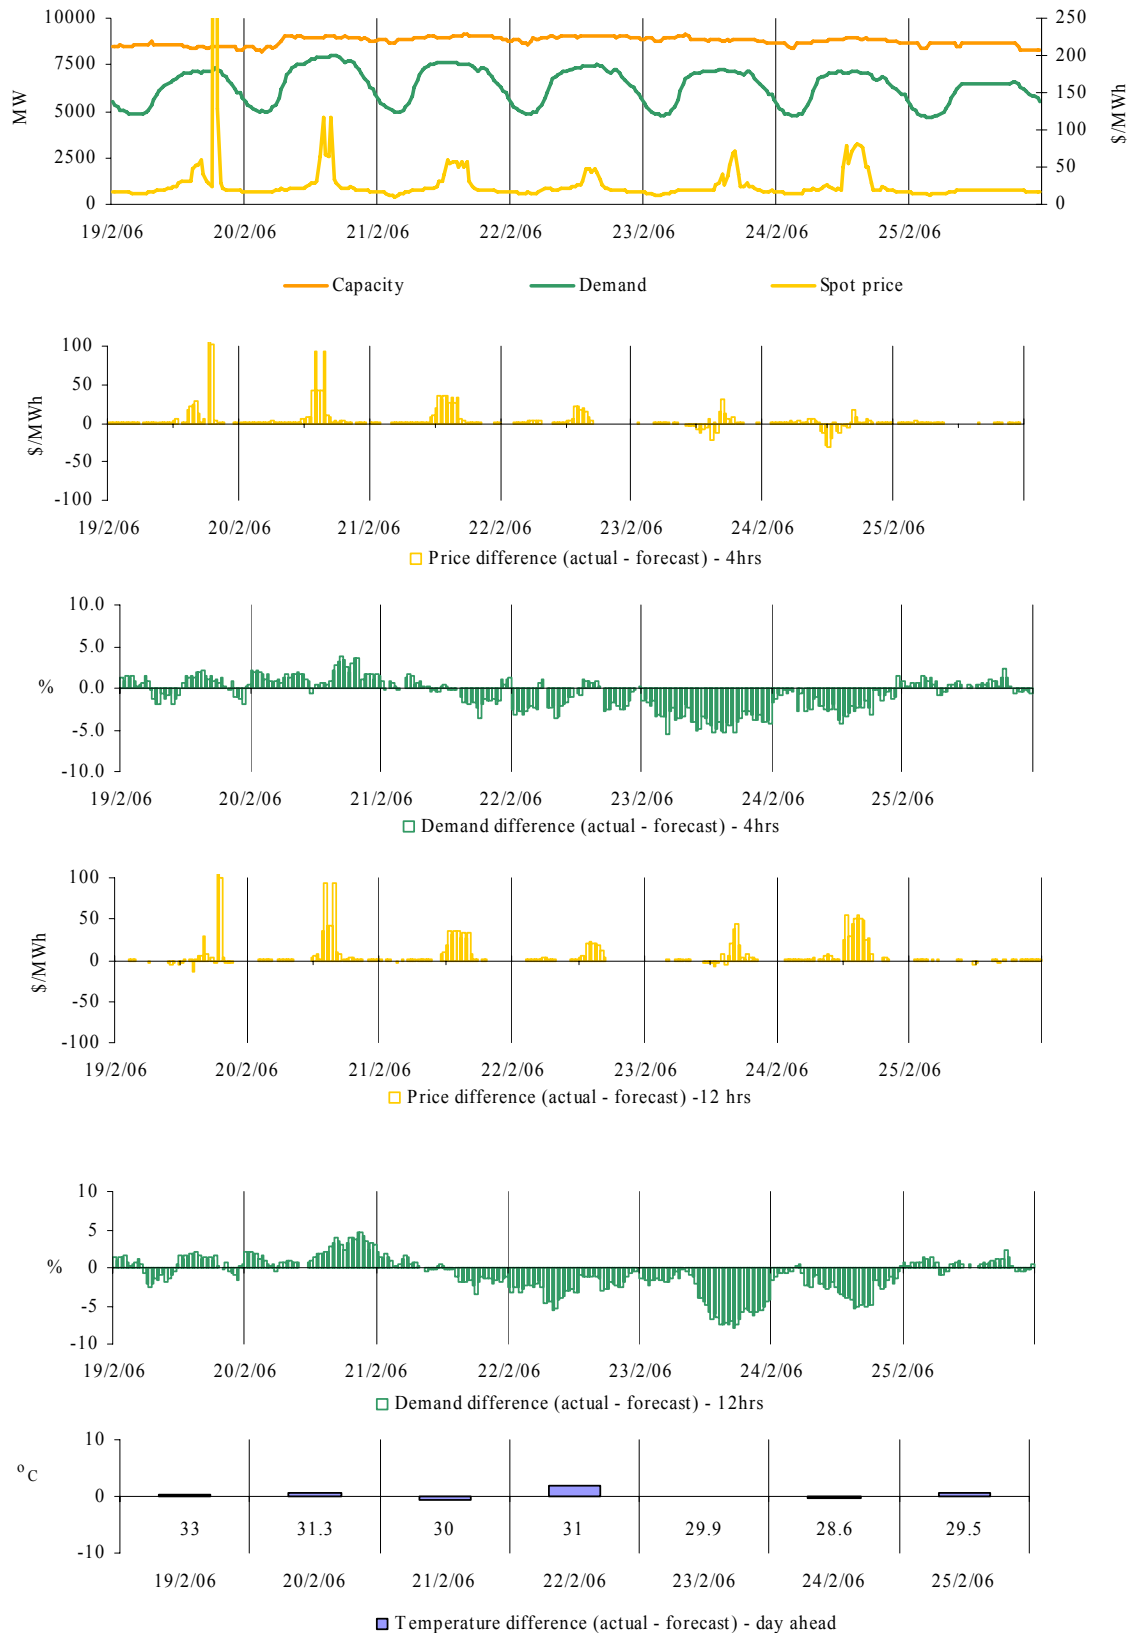 10000 250
7500 200
150
5000
100
2500
50
0 0
MW
$/MWh
19/2/06 20/2/06 21/2/06 22/2/06 23/2/06 24/2/06 25/2/06
Capacity Demand Spot price
100
50
0
-50
-100
$/MWh
19/2/06 20/2/06 21/2/06 22/2/06 23/2/06 24/2/06 25/2/06
Price difference (actual - forecast) - 4hrs
10.0
5.0
0.0
-5.0
-10.0
%
19/2/06 20/2/06 21/2/06 22/2/06 23/2/06 24/2/06 25/2/06
Demand difference (actual - forecast) - 4hrs
100
50
0
-50
-100
$/MWh
19/2/06 20/2/06 21/2/06 22/2/06 23/2/06 24/2/06 25/2/06
Price difference (actual - forecast) -12 hrs
10
5
0
-5
-10
%
19/2/06 20/2/06 21/2/06 22/2/06 23/2/06 24/2/06 25/2/06
Demand difference (actual - forecast) - 12hrs
10
0
-10
o C
33 31.3 30 31 29.9 28.6 29.5
19/2/06 20/2/06 21/2/06 22/2/06 23/2/06 24/2/06 25/2/06
Temperature difference (actual - forecast) - day ahead